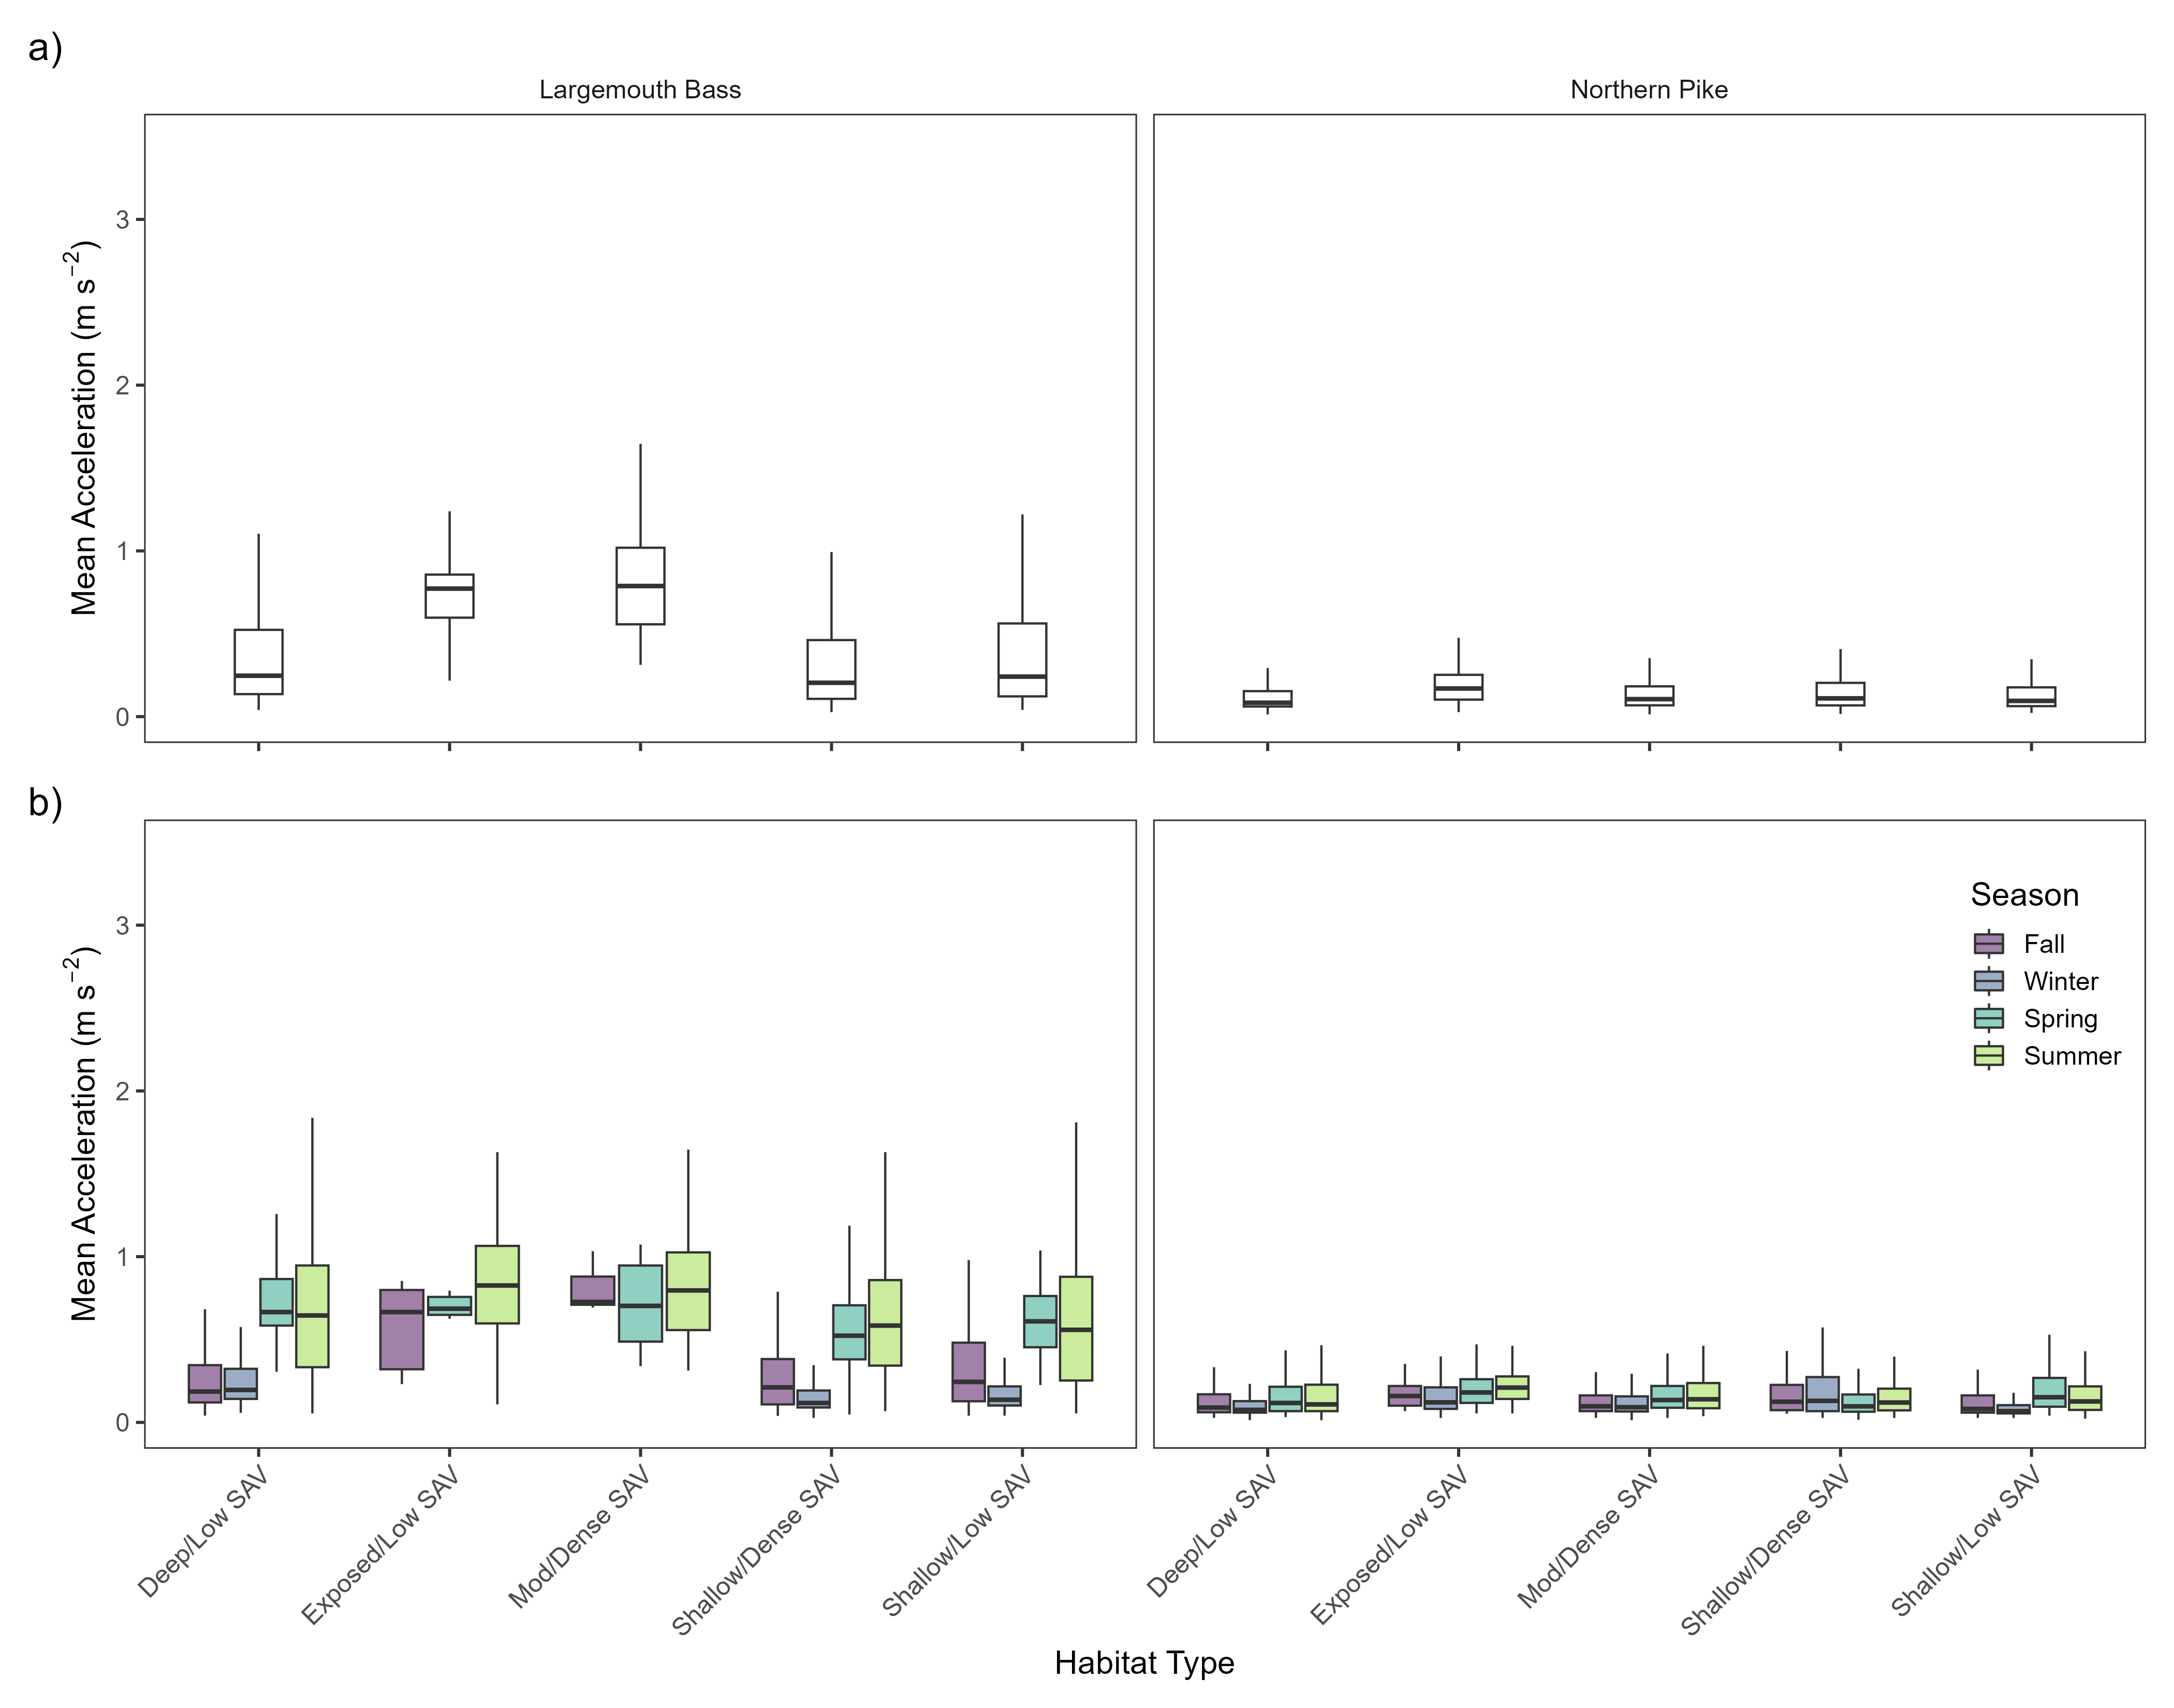 a)
Largemouth Bass
Northern Pike
Mean Acceleration (m s⁻²)
3
2
1
0
b)
Mean Acceleration (m s⁻²)
3
2
1
0
Season
Fall
Winter
Spring
Summer
Deep/Low SAV
Exposed/Low SAV
Mod/Dense SAV
Shallow/Dense SAV
Shallow/Low SAV
Deep/Low SAV
Exposed/Low SAV
Mod/Dense SAV
Shallow/Dense SAV
Shallow/Low SAV
Habitat Type